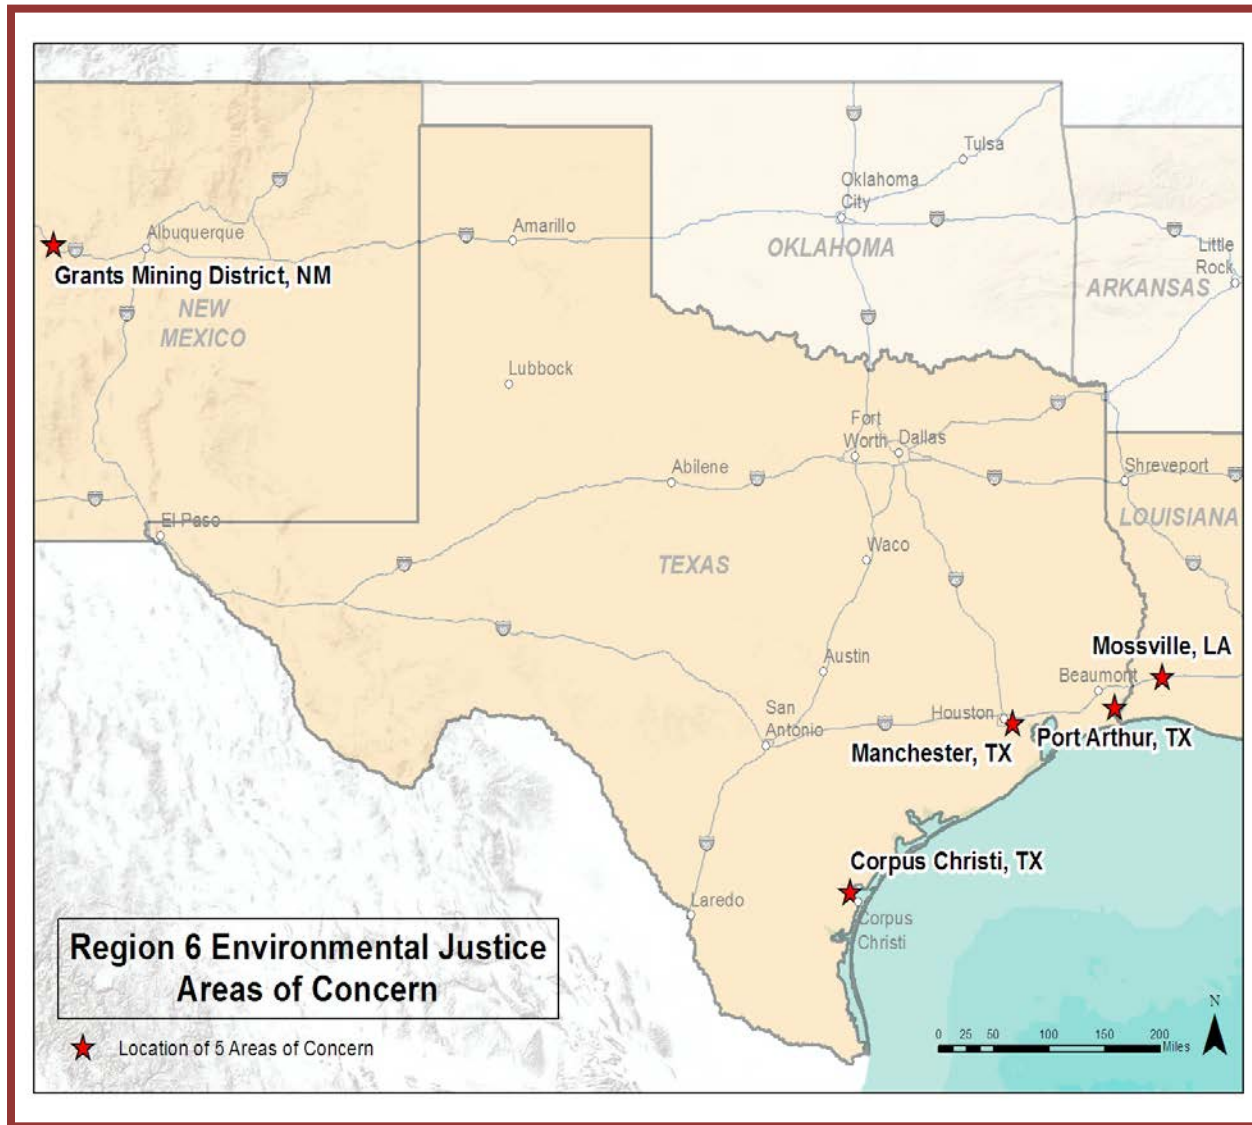 Tulsa
Oklahoma
City
Albuquerque
Amarillo
OKLAHOMA
Little
Rock
Grants Mining District, NM
ARKANSAS
NEW
MEXICO
Lubbock
Fort
Worth
Dallas
Abilene
Shreveport
El Paso
LOUISIANA
Waco
TEXAS
Mossville, LA
Austin
Beaumont
San
Antonio
Houston
Manchester, TX
Port Arthur, TX
Corpus Christi, TX
Laredo
Corpus
Christi
Region 6 Environmental Justice
Areas of Concern
Location of 5 Areas of Concern
N
0 25 50 100 150 200
Miles